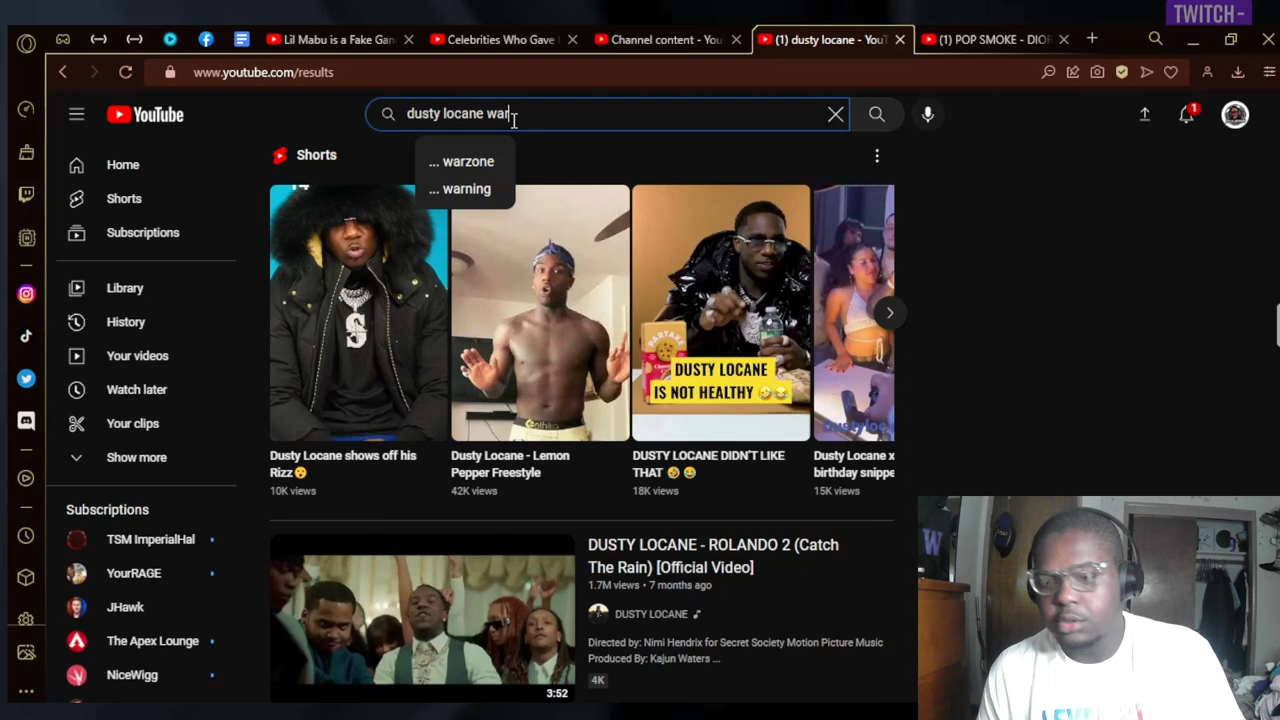 TWITCH-
Lil Mabu is a Fake Gan
Celebrities Who Gave
Channel content - You
(1) dusty locane - YouT
(1) POP SMOKE - DIOR
www.youtube.com/results
YouTube
dusty locane war
1
... warzone
... warning
Home
Shorts
Subscriptions
Library
History
Your videos
Watch later
Your clips
Show more
Subscriptions
TSM ImperialHal
YourRAGE
JHawk
The Apex Lounge
NiceWigg
Shorts
PARTAKE
DUSTY LOCANE
IS NOT HEALTHY 🤣😂
Dusty Locane shows off his
Rizz😮
10K views
Dusty Locane - Lemon
Pepper Freestyle
42K views
DUSTY LOCANE DIDN'T LIKE
THAT 🤣😂
18K views
Dusty Locane x
birthday snippe
15K views
3:52
DUSTY LOCANE - ROLANDO 2 (Catch
The Rain) [Official Video]
1.7M views • 7 months ago
DUSTY LOCANE
Directed by: Nimi Hendrix for Secret Society Motion Picture Music
Produced By: Kajun Waters ...
4K
W